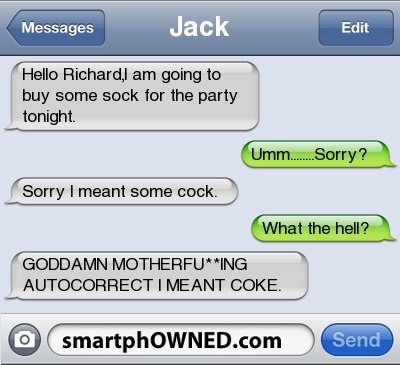 Messages
Jack
Edit
Hello Richard,I am going to
buy some sock for the party
tonight.
Umm........Sorry?
Sorry I meant some cock.
What the hell?
GODDAMN MOTHERFU**ING
AUTOCORRECT I MEANT COKE.
smartphOWNED.com
Send